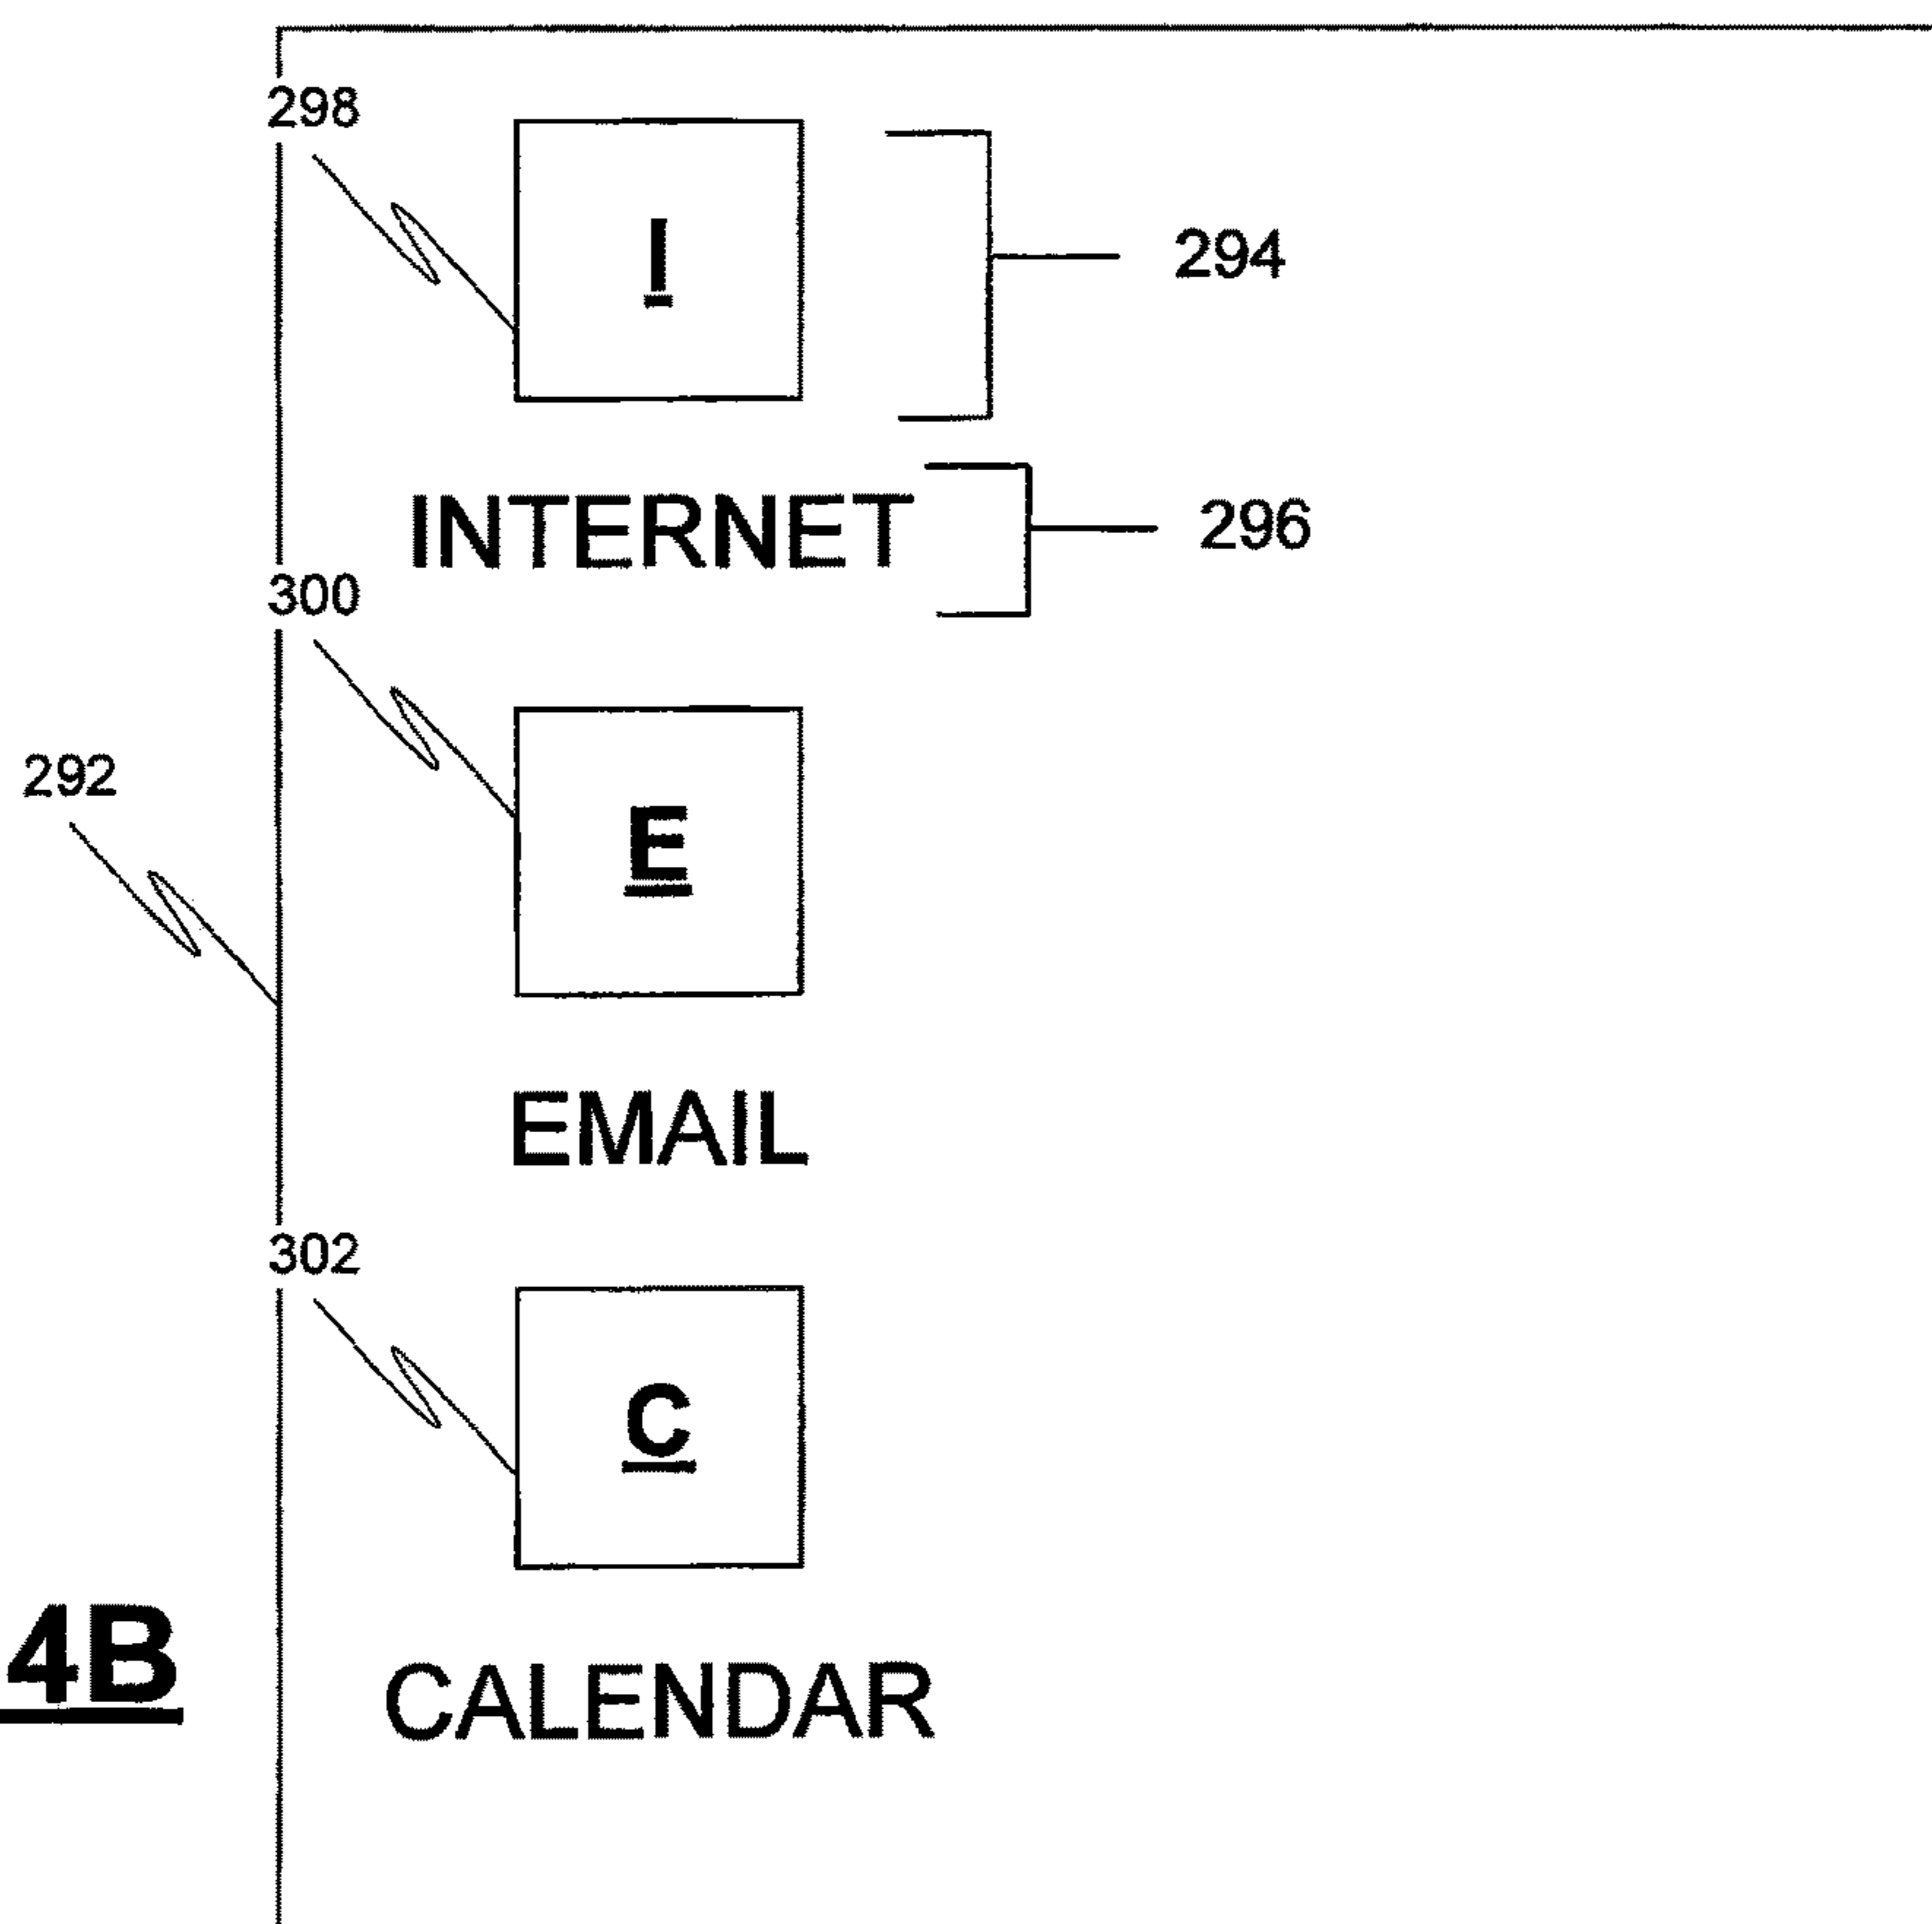 298
I
294
INTERNET
296
300
292
E
EMAIL
302
C
4B
CALENDAR